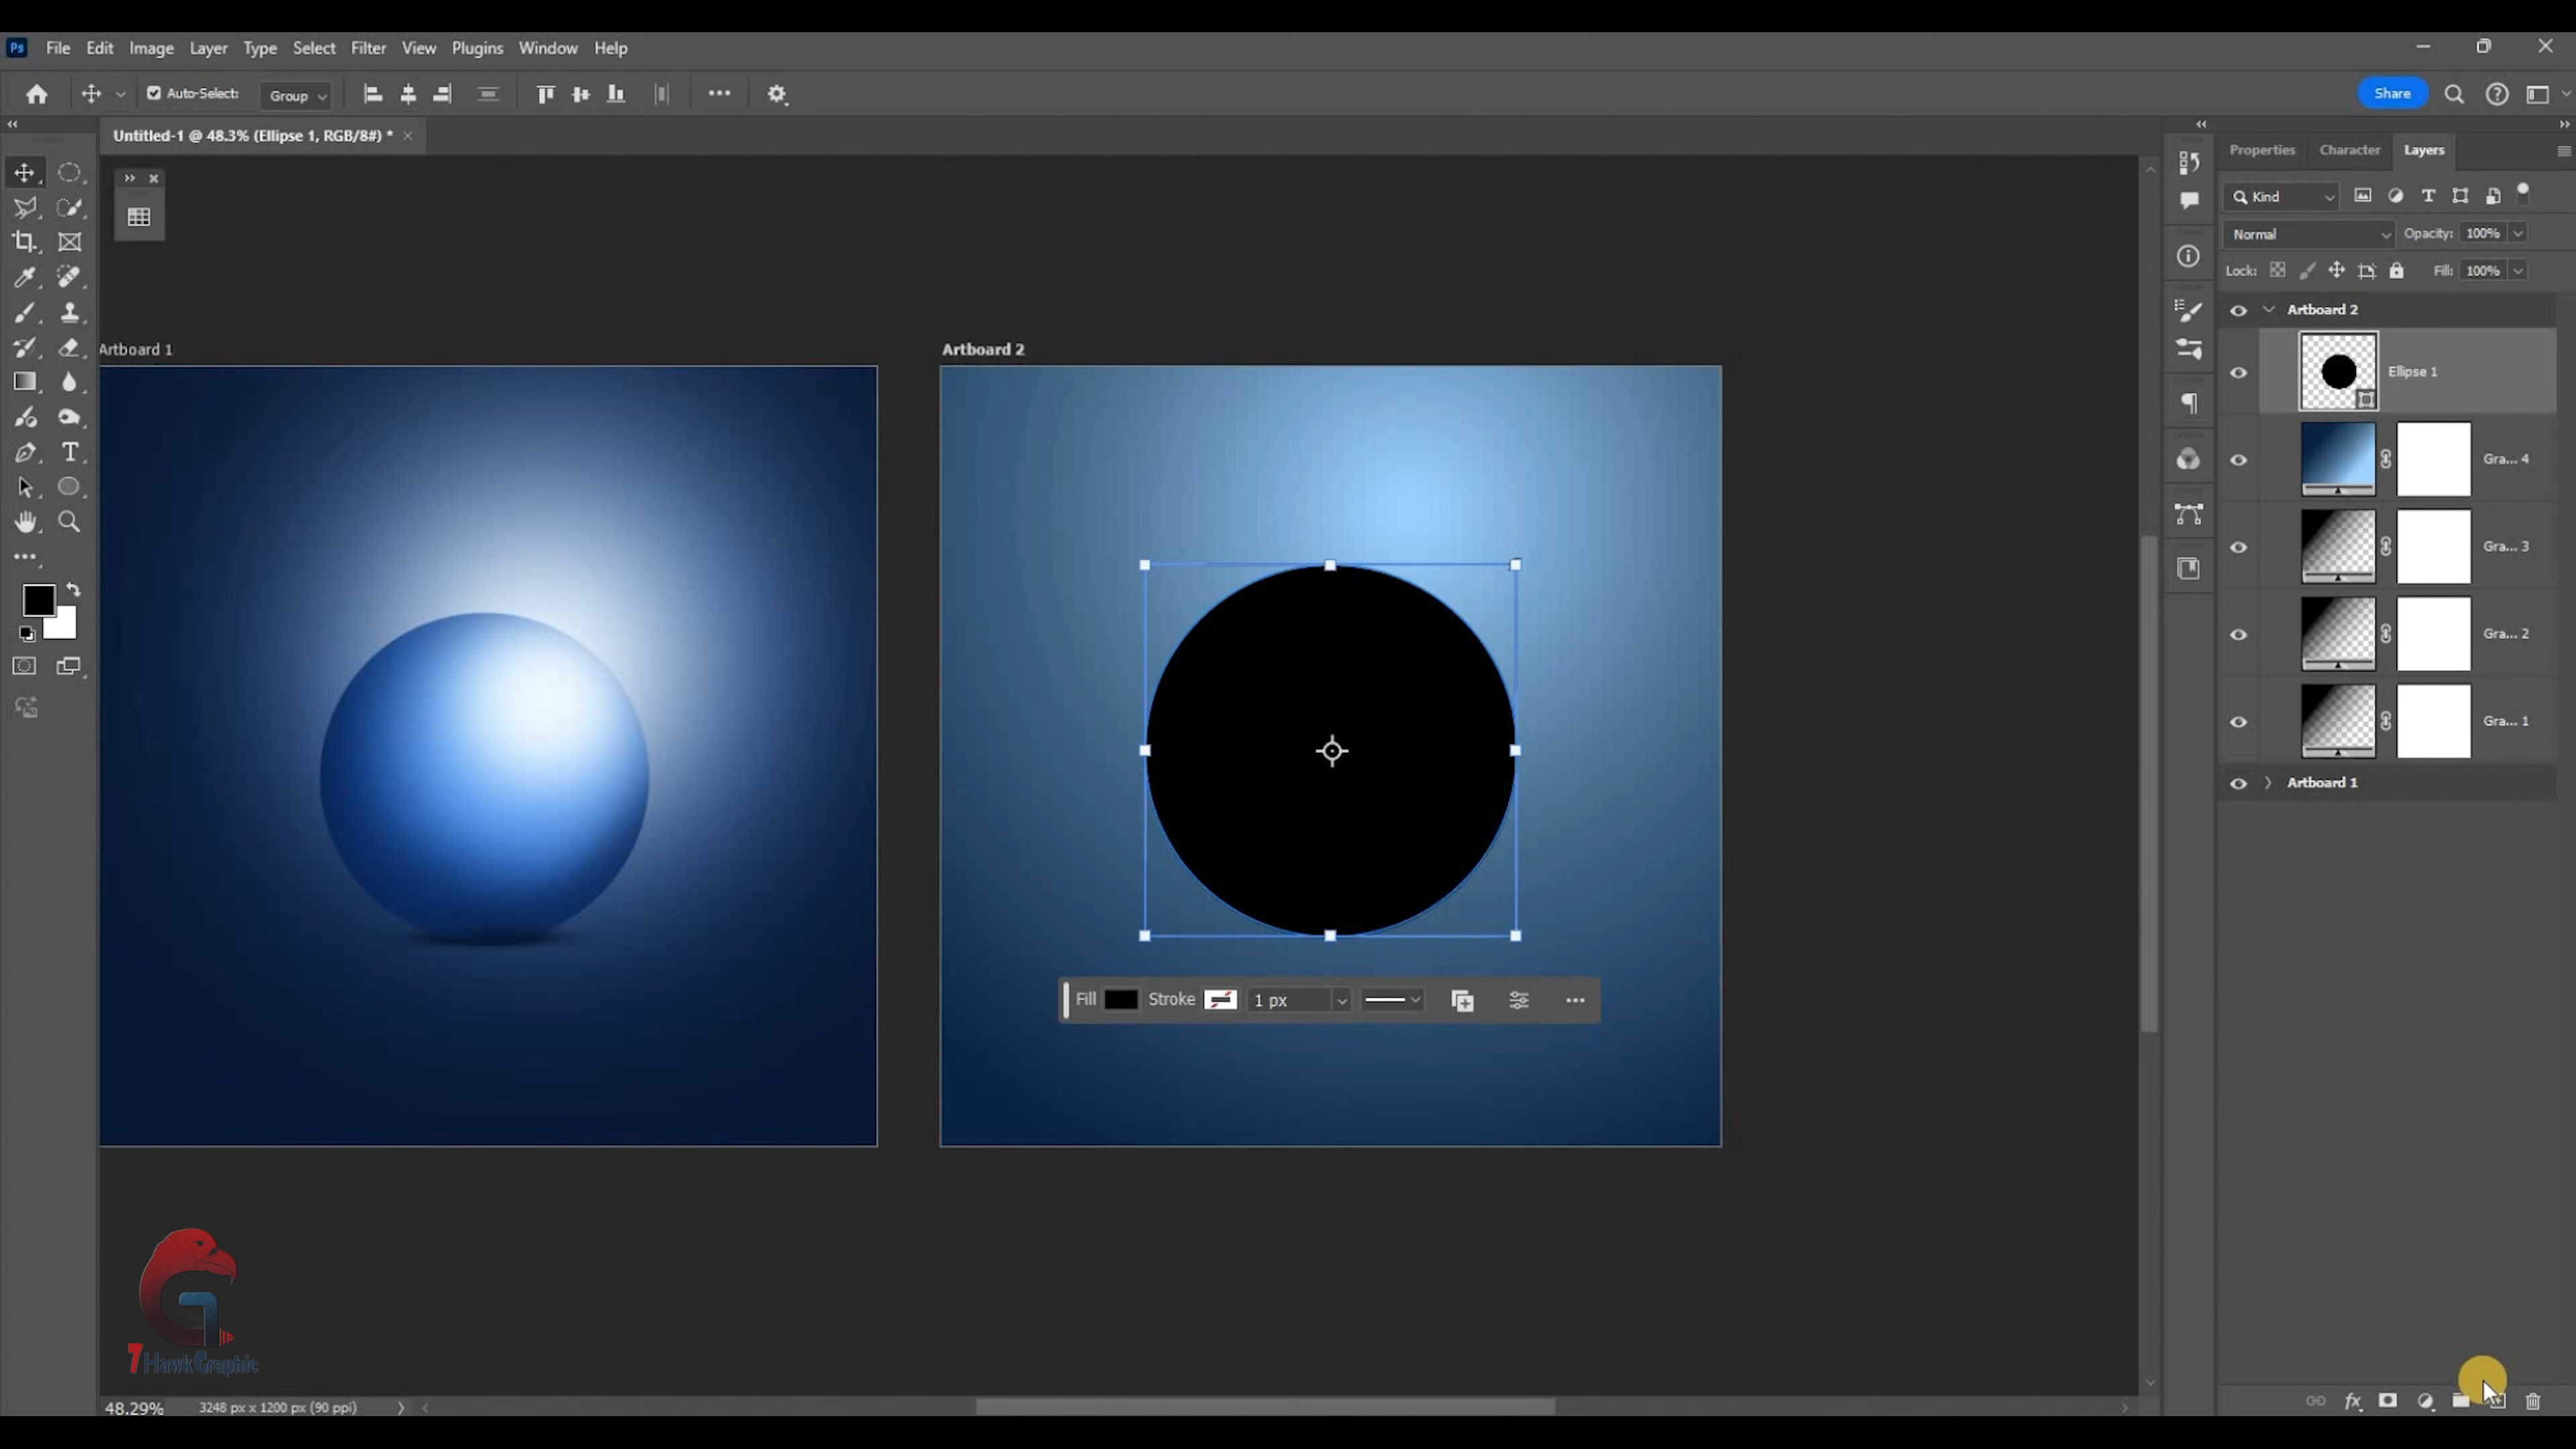 Ps File Edit Image Layer Type Select Filter View Plugins Window Help
Auto-Select: Group Share
Untitled-1 @ 48.3% (Ellipse 1, RGB/8#) *
Properties Character Layers
Kind
Normal Opacity: 100%
Lock: Fill: 100%
Artboard 2
Ellipse 1
Gra... 4
Gra... 3
Gra... 2
Gra... 1
Artboard 1
Artboard 1
Artboard 2
Fill Stroke 1 px
7 HawkGraphic
48.29% 3248 px x 1200 px (90 ppi)